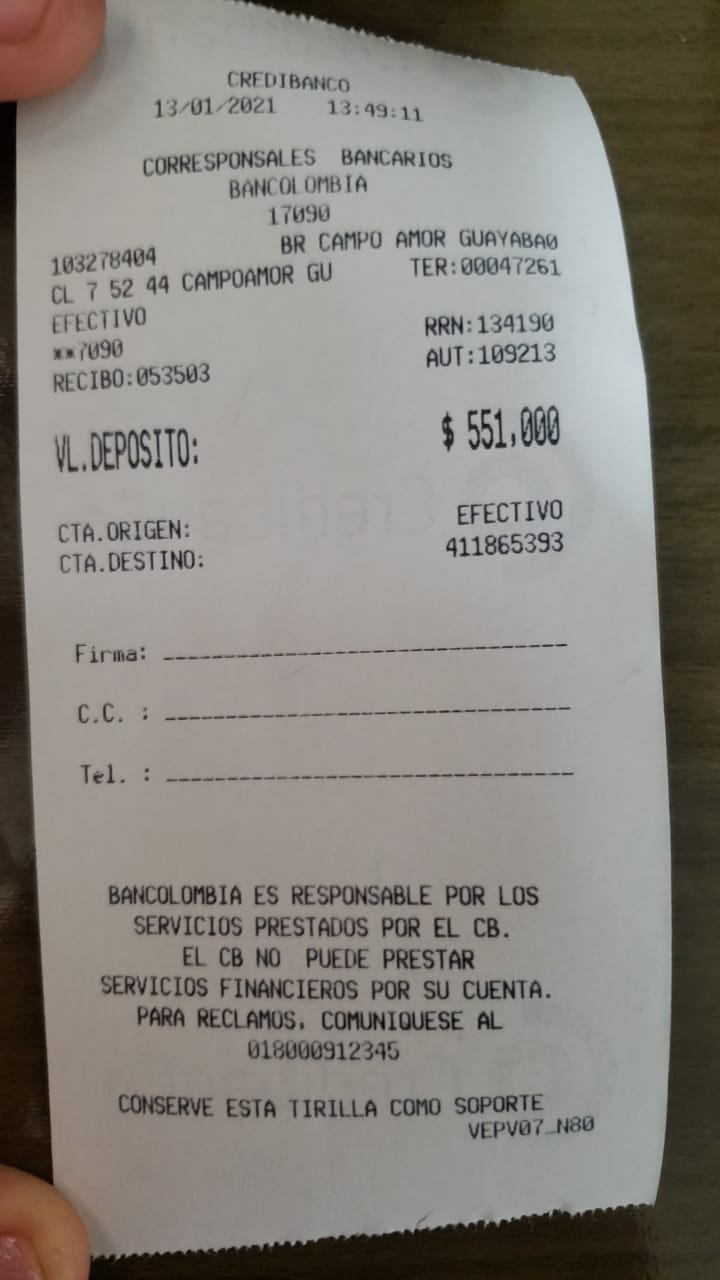 CREDIBANCO
13/01/2021 13:49:11
CORRESPONSALES BANCARIOS
BANCOLOMBIA
17090
103278404 BR CAMPO AMOR GUAYABAO
CL 7 52 44 CAMPOAMOR GU TER:00047261
EFECTIVO
**7090 RRN:134190
RECIBO:053503 AUT:109213
VL.DEPOSITO: $ 551,000
CTA.ORIGEN: EFECTIVO
CTA.DESTINO: 411865393
Firma:
C.C. :
Tel. :
BANCOLOMBIA ES RESPONSABLE POR LOS
SERVICIOS PRESTADOS POR EL CB.
EL CB NO PUEDE PRESTAR
SERVICIOS FINANCIEROS POR SU CUENTA.
PARA RECLAMOS, COMUNIQUESE AL
018000912345
CONSERVE ESTA TIRILLA COMO SOPORTE
VEPV07_N80